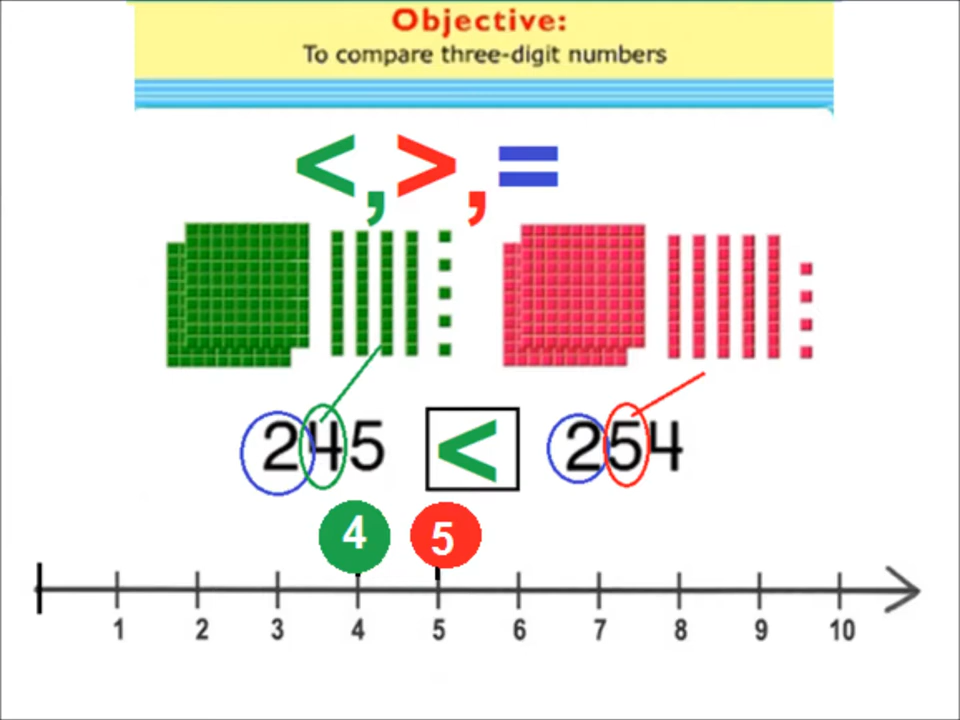 Objective:
To compare three-digit numbers
<,>,=
245 < 254
4 5
1 2 3 4 5 6 7 8 9 10